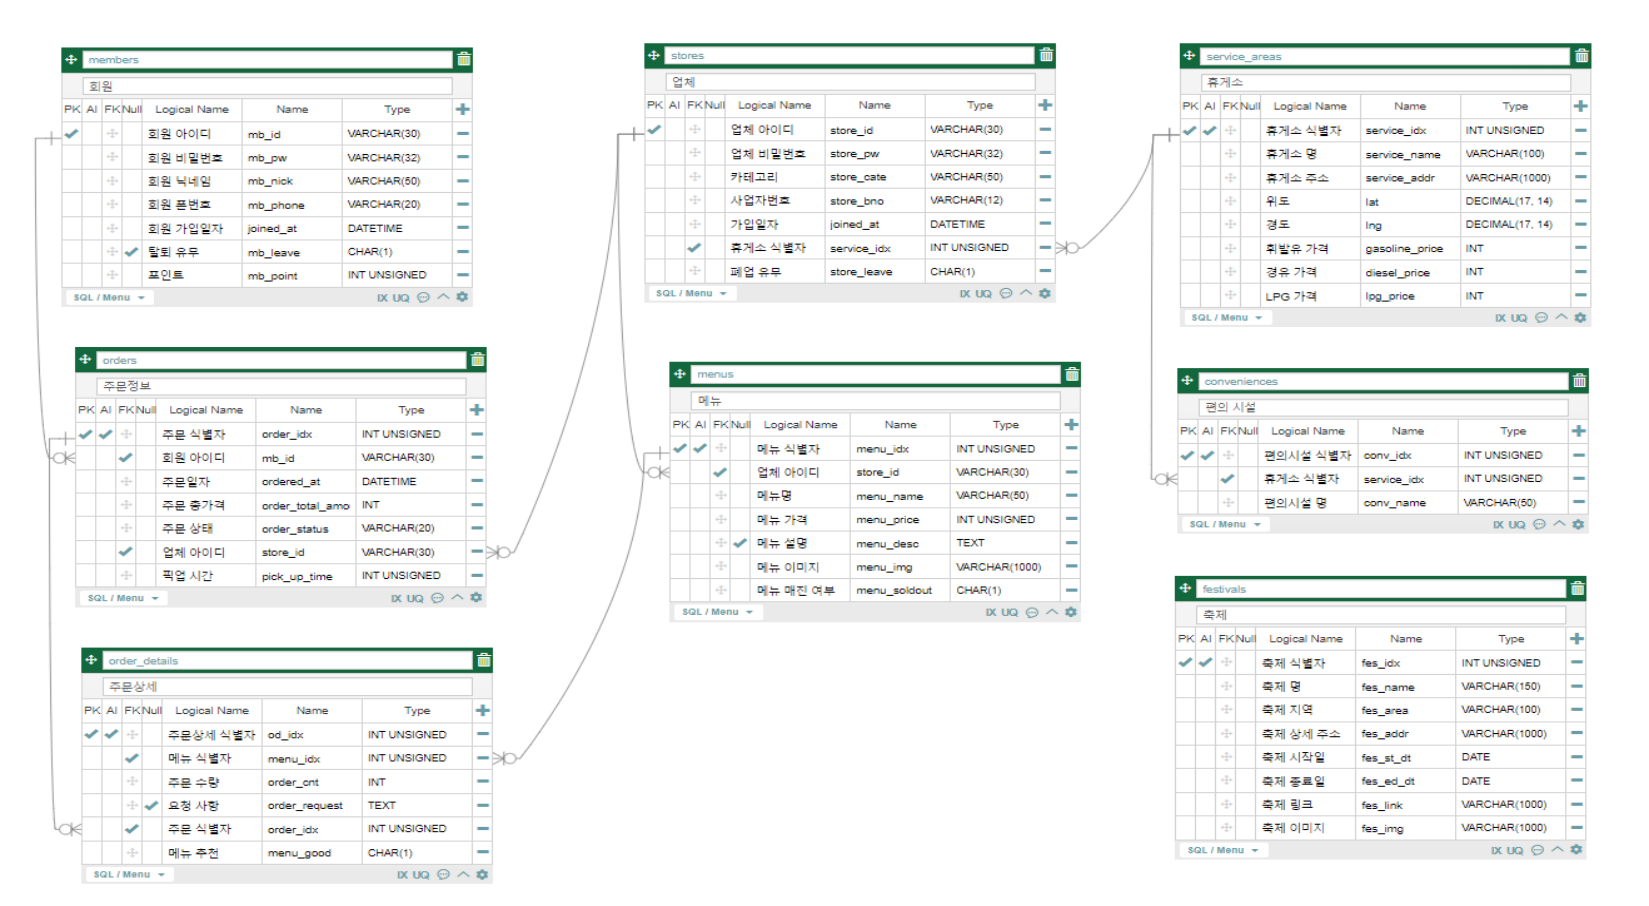 members
회원
PK AI FK Null Logical Name Name Type
회원 아이디 mb_id VARCHAR(30)
회원 비밀번호 mb_pw VARCHAR(32)
회원 닉네임 mb_nick VARCHAR(50)
회원 폰번호 mb_phone VARCHAR(20)
회원 가입일자 joined_at DATETIME
탈퇴 유무 mb_leave CHAR(1)
포인트 mb_point INT UNSIGNED
SQL / Menu IX UQ
orders
주문정보
PK AI FK Null Logical Name Name Type
주문 식별자 order_idx INT UNSIGNED
회원 아이디 mb_id VARCHAR(30)
주문일자 ordered_at DATETIME
주문 총가격 order_total_amo INT
주문 상태 order_status VARCHAR(20)
업체 아이디 store_id VARCHAR(30)
픽업 시간 pick_up_time INT UNSIGNED
SQL / Menu IX UQ
order_details
주문상세
PK AI FK Null Logical Name Name Type
주문상세 식별자 od_idx INT UNSIGNED
메뉴 식별자 menu_idx INT UNSIGNED
주문 수량 order_cnt INT
요청 사항 order_request TEXT
주문 식별자 order_idx INT UNSIGNED
메뉴 추천 menu_good CHAR(1)
SQL / Menu IX UQ
stores
업체
PK AI FK Null Logical Name Name Type
업체 아이디 store_id VARCHAR(30)
업체 비밀번호 store_pw VARCHAR(32)
카테고리 store_cate VARCHAR(50)
사업자번호 store_bno VARCHAR(12)
가입일자 joined_at DATETIME
휴게소 식별자 service_idx INT UNSIGNED
폐업 유무 store_leave CHAR(1)
SQL / Menu IX UQ
menus
메뉴
PK AI FK Null Logical Name Name Type
메뉴 식별자 menu_idx INT UNSIGNED
업체 아이디 store_id VARCHAR(30)
메뉴명 menu_name VARCHAR(50)
메뉴 가격 menu_price INT UNSIGNED
메뉴 설명 menu_desc TEXT
메뉴 이미지 menu_img VARCHAR(1000)
메뉴 매진 여부 menu_soldout CHAR(1)
SQL / Menu IX UQ
service_areas
휴게소
PK AI FK Null Logical Name Name Type
휴게소 식별자 service_idx INT UNSIGNED
휴게소 명 service_name VARCHAR(100)
휴게소 주소 service_addr VARCHAR(1000)
위도 lat DECIMAL(17, 14)
경도 lng DECIMAL(17, 14)
휘발유 가격 gasoline_price INT
경유 가격 diesel_price INT
LPG 가격 lpg_price INT
SQL / Menu IX UQ
conveniences
편의 시설
PK AI FK Null Logical Name Name Type
편의시설 식별자 conv_idx INT UNSIGNED
휴게소 식별자 service_idx INT UNSIGNED
편의시설 명 conv_name VARCHAR(50)
SQL / Menu IX UQ
festivals
축제
PK AI FK Null Logical Name Name Type
축제 식별자 fes_idx INT UNSIGNED
축제 명 fes_name VARCHAR(150)
축제 지역 fes_area VARCHAR(100)
축제 상세 주소 fes_addr VARCHAR(1000)
축제 시작일 fes_st_dt DATE
축제 종료일 fes_ed_dt DATE
축제 링크 fes_link VARCHAR(1000)
축제 이미지 fes_img VARCHAR(1000)
SQL / Menu IX UQ